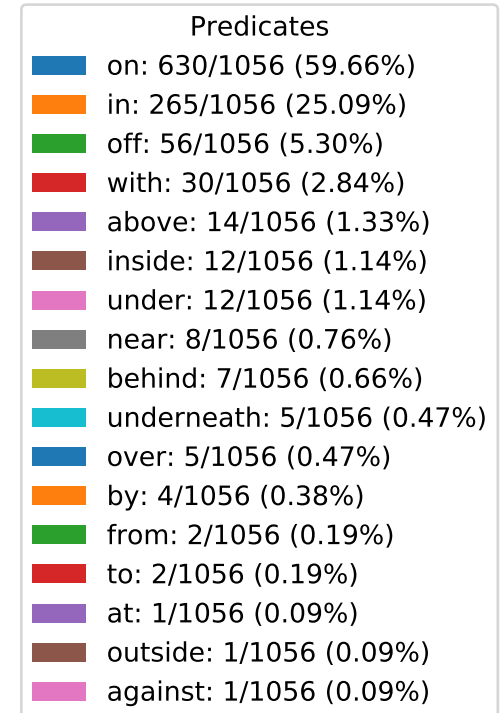 Predicates
on: 630/1056 (59.66%)
in: 265/1056 (25.09%)
off: 56/1056 (5.30%)
with: 30/1056 (2.84%)
above: 14/1056 (1.33%)
inside: 12/1056 (1.14%)
under: 12/1056 (1.14%)
near: 8/1056 (0.76%)
behind: 7/1056 (0.66%)
underneath: 5/1056 (0.47%)
over: 5/1056 (0.47%)
by: 4/1056 (0.38%)
from: 2/1056 (0.19%)
to: 2/1056 (0.19%)
at: 1/1056 (0.09%)
outside: 1/1056 (0.09%)
against: 1/1056 (0.09%)